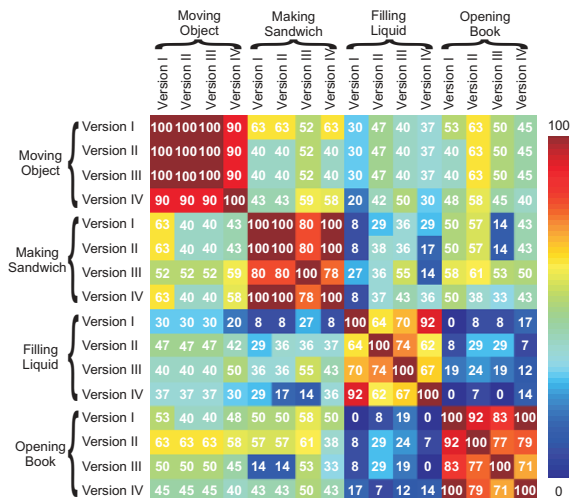 Moving Object
Making Sandwich
Filling Liquid
Opening Book
Version I Version II Version III Version IV Version I Version II Version III Version IV Version I Version II Version III Version IV Version I Version II Version III Version IV
Moving Object
Version I 100 100 100 90 63 63 52 63 30 47 40 37 53 63 50 45
Version II 100 100 100 90 40 40 52 40 30 47 40 37 40 63 50 45
Version III 100 100 100 90 40 40 52 40 30 47 40 37 40 63 50 45
Version IV 90 90 90 100 43 43 59 58 20 42 50 30 48 58 45 40
Making Sandwich
Version I 63 40 40 43 100 100 80 100 8 29 36 29 50 57 14 43
Version II 63 40 40 43 100 100 80 100 8 38 36 17 50 57 14 43
Version III 52 52 52 59 80 80 100 78 27 36 55 14 58 61 53 50
Version IV 63 40 40 58 100 100 78 100 8 37 43 36 50 38 33 43
Filling Liquid
Version I 30 30 30 20 8 8 27 8 100 64 70 92 0 8 8 17
Version II 47 47 47 42 29 36 36 37 64 100 74 62 8 29 29 7
Version III 40 40 40 50 36 36 55 43 70 74 100 67 19 24 19 12
Version IV 37 37 37 30 29 17 14 36 92 62 67 100 0 7 0 14
Opening Book
Version I 53 40 40 48 50 50 58 50 0 8 19 0 100 92 83 100
Version II 63 63 63 58 57 57 61 38 8 29 24 7 92 100 77 79
Version III 50 50 50 45 14 14 53 33 8 29 19 0 83 77 100 71
Version IV 45 45 45 40 43 43 50 43 17 7 12 14 100 79 71 100
100
0